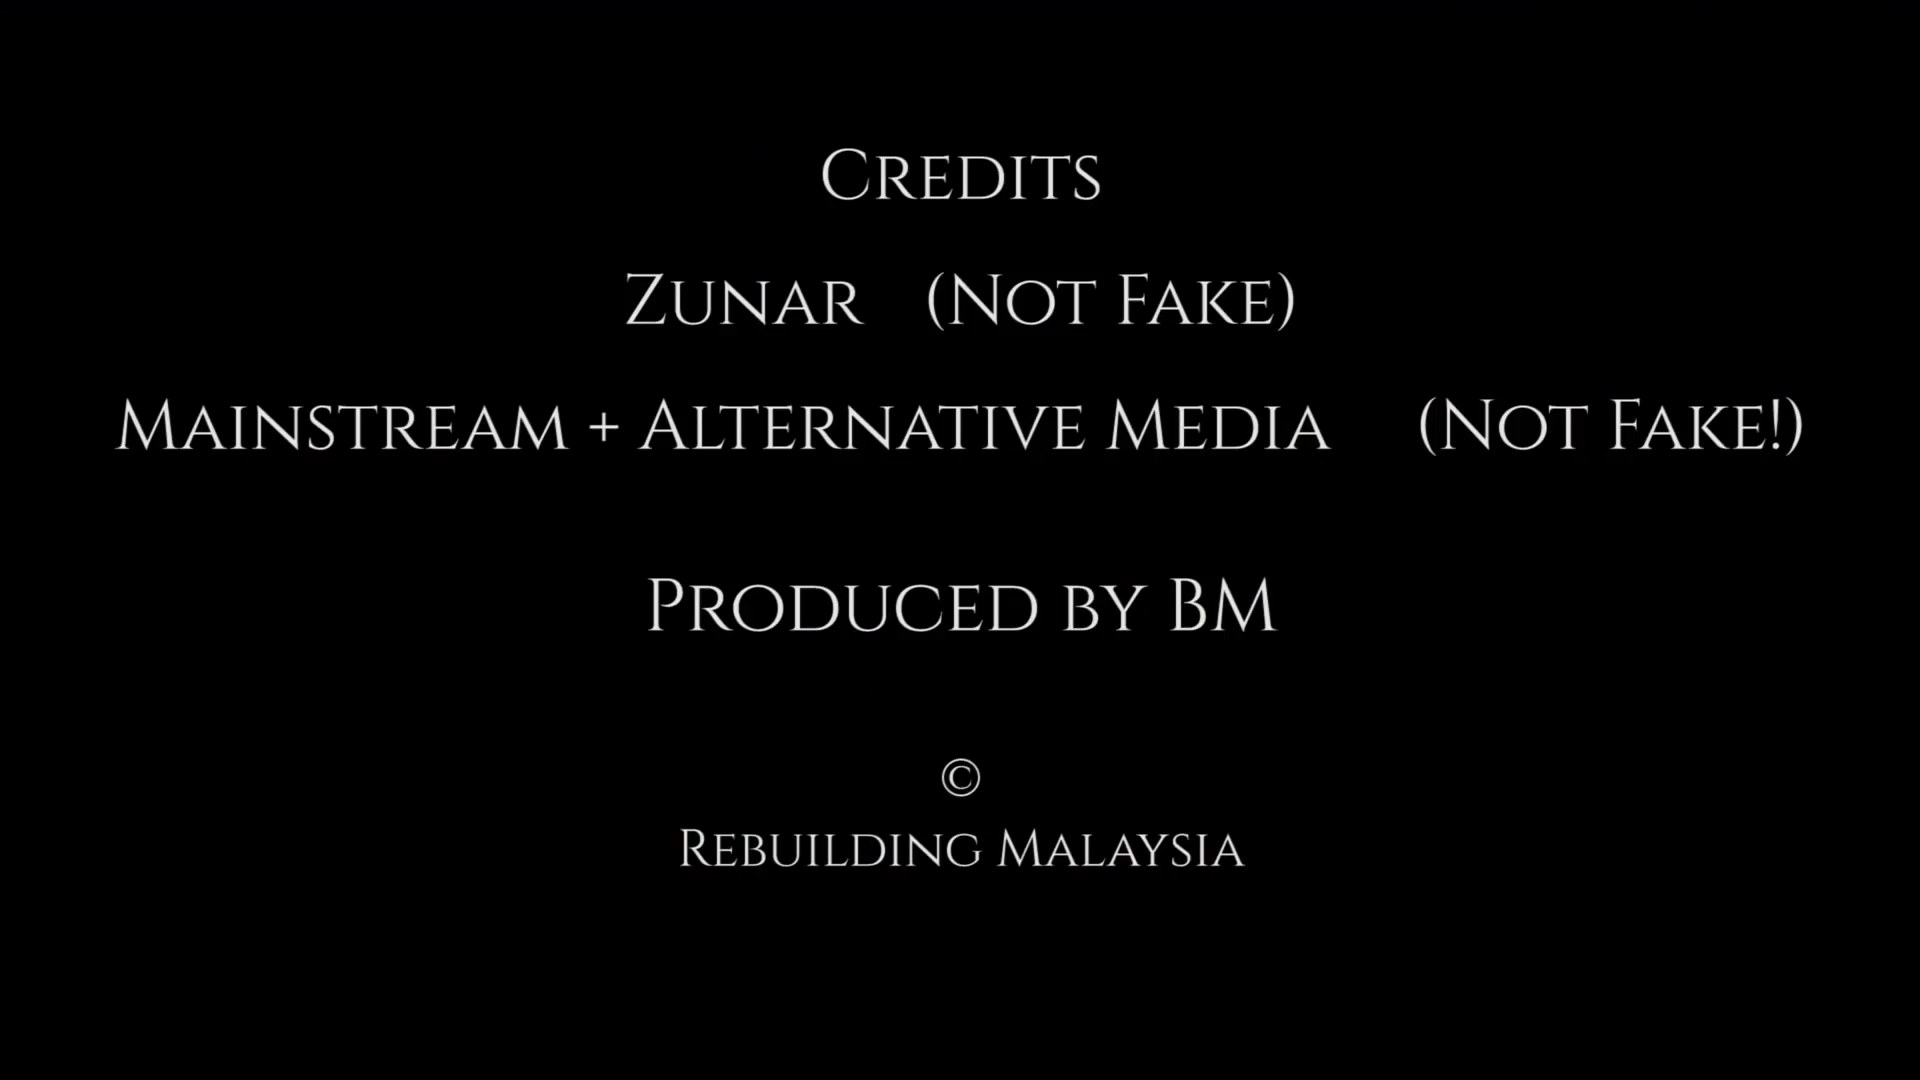 Credits
Zunar (Not Fake)
Mainstream + Alternative Media (Not Fake!)
Produced by BM
©
Rebuilding Malaysia